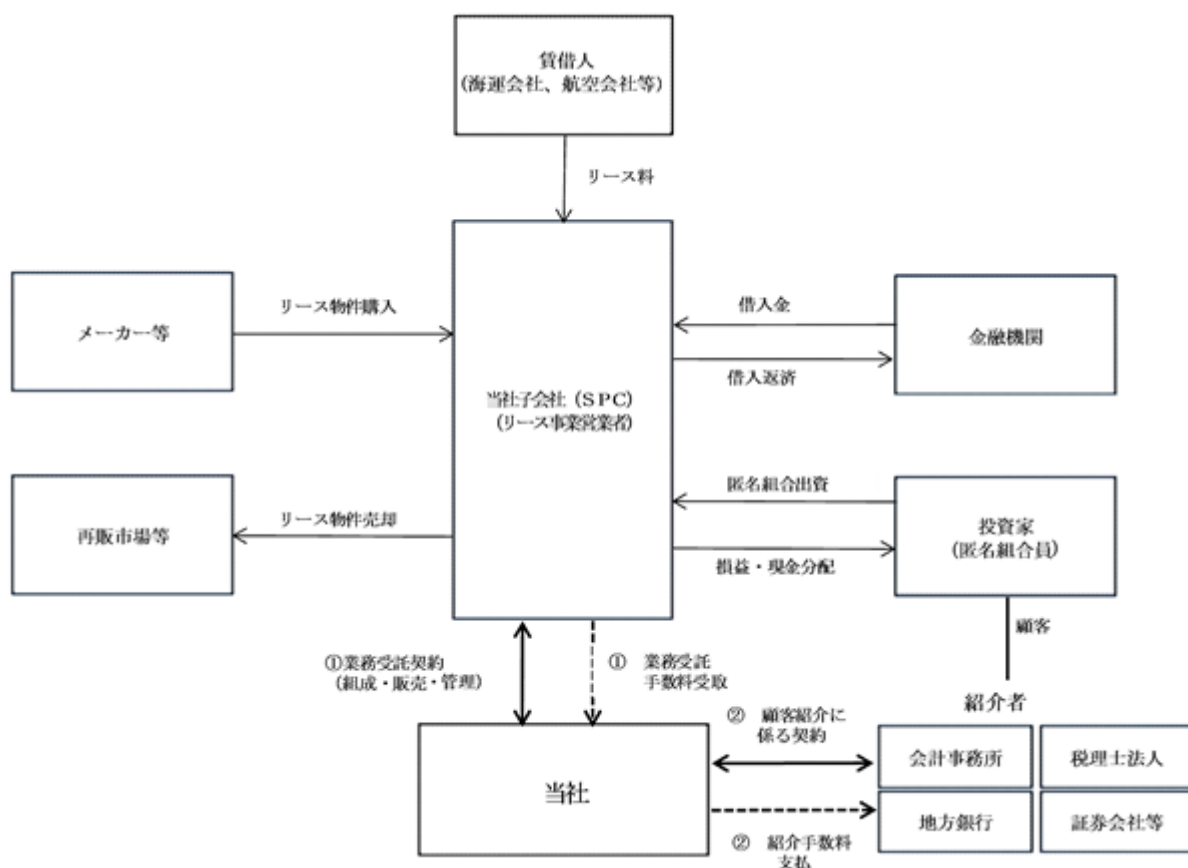 賃借人
(海運会社、航空会社等)
リース料
メーカー等
リース物件購入
当社子会社(SPC)
(リース事業営業者)
借入金
借入返済
金融機関
再販市場等
リース物件売却
匿名組合出資
損益・現金分配
投資家
(匿名組合員)
顧客
①業務受託契約
(組成・販売・管理)
① 業務受託
手数料受取
紹介者
② 顧客紹介に
係る契約
当社
会計事務所
税理士法人
地方銀行
証券会社等
② 紹介手数料
支払